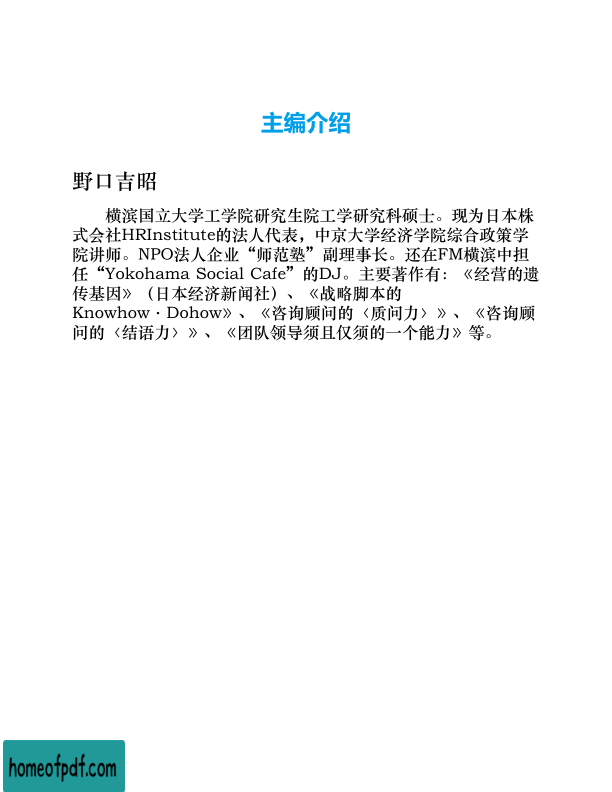 主编介绍
野口吉昭
横滨国立大学工学院研究生院工学研究科硕士。现为日本株
式会社HRInstitute的法人代表，中京大学经济学院综合政策学
院讲师。NPO法人企业“师范塾”副理事长。还在FM横滨中担
任“Yokohama Social Cafe”的DJ。主要著作有：《经营的遗
传基因》（日本经济新闻社）、《战略脚本的
Knowhow · Dohow》、《咨询顾问的〈质问力〉》、《咨询顾
问的〈结语力〉》、《团队领导须且仅须的一个能力》等。
homeofpdf.com